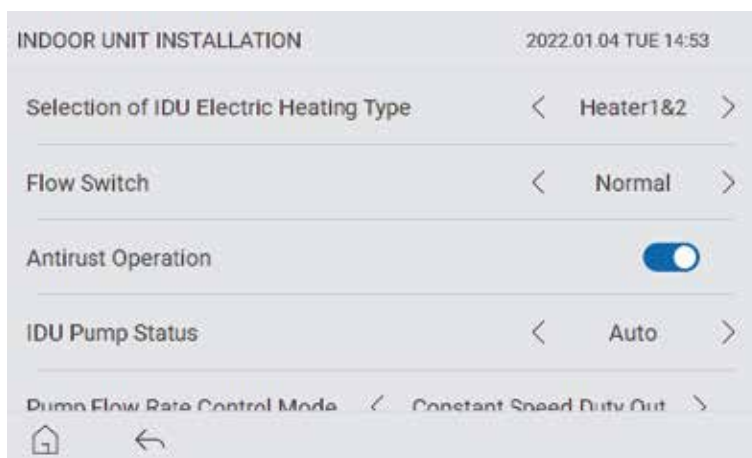 INDOOR UNIT INSTALLATION 2022.01.04 TUE 14:53
Selection of IDU Electric Heating Type < Heater1&2 >
Flow Switch < Normal >
Antirust Operation
IDU Pump Status < Auto >
Pump Flow Rate Control Mode < Constant Speed Duty Out >